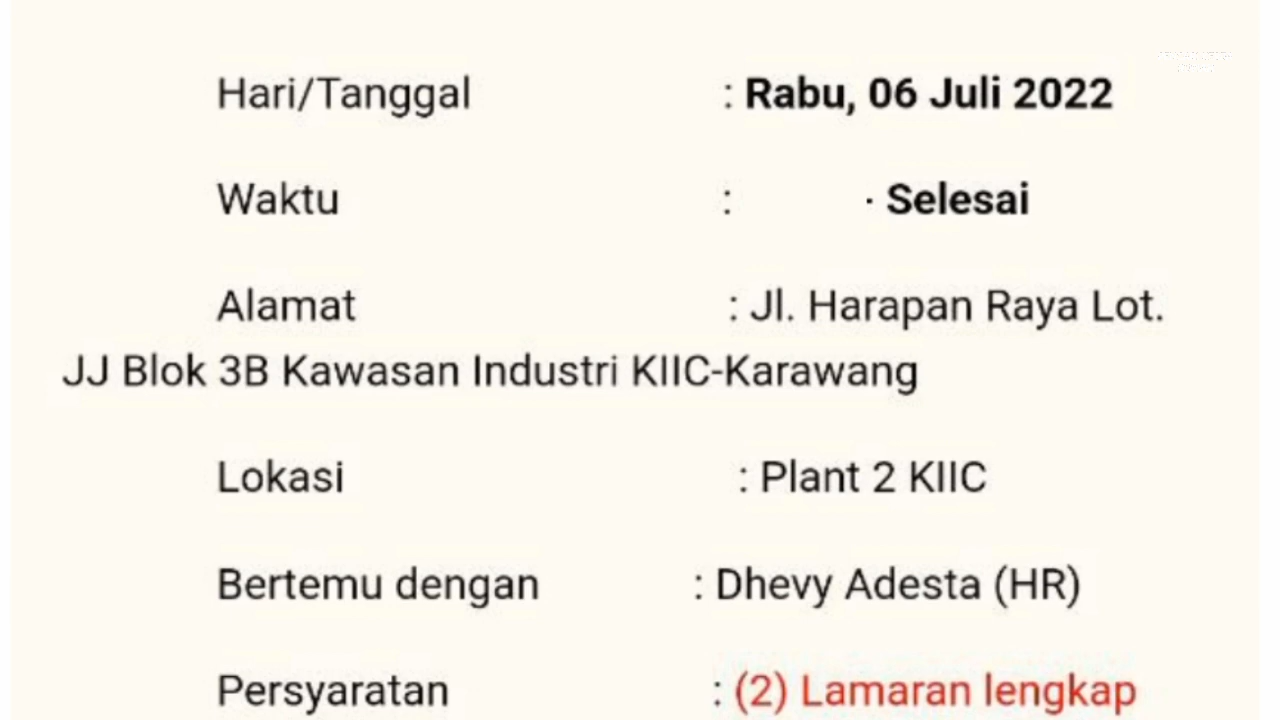 Hari/Tanggal : Rabu, 06 Juli 2022
Waktu : · Selesai
Alamat : Jl. Harapan Raya Lot.
JJ Blok 3B Kawasan Industri KIIC-Karawang
Lokasi : Plant 2 KIIC
Bertemu dengan : Dhevy Adesta (HR)
Persyaratan : (2) Lamaran lengkap